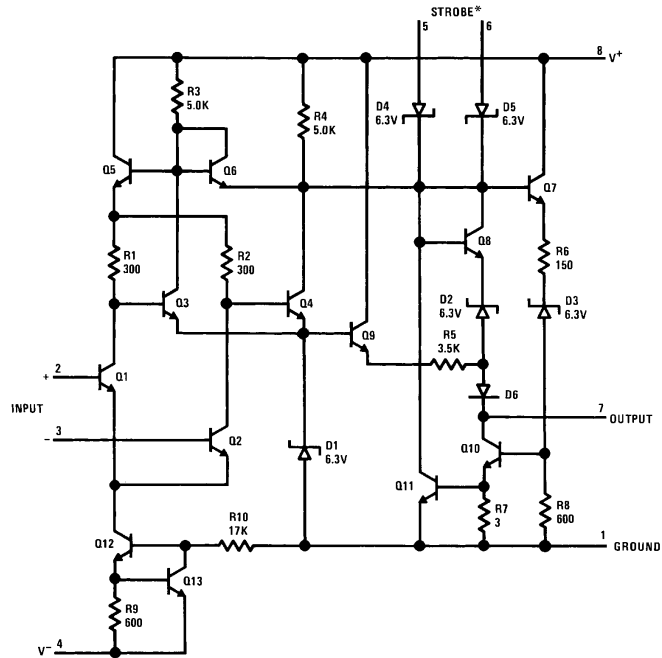 STROBE*
5 6
8 V+
R3
5.0K
R4
5.0K
D4
6.3V
D5
6.3V
Q5
Q6
Q7
Q8
R1
300
R2
300
R6
150
Q3
Q4
Q9
D2
6.3V
D3
6.3V
R5
3.5K
2
+
Q1
D6
INPUT
7
OUTPUT
3
−
Q2
D1
6.3V
Q10
Q11
R7
3
R8
600
R10
17K
1
GROUND
Q12
Q13
R9
600
V− 4